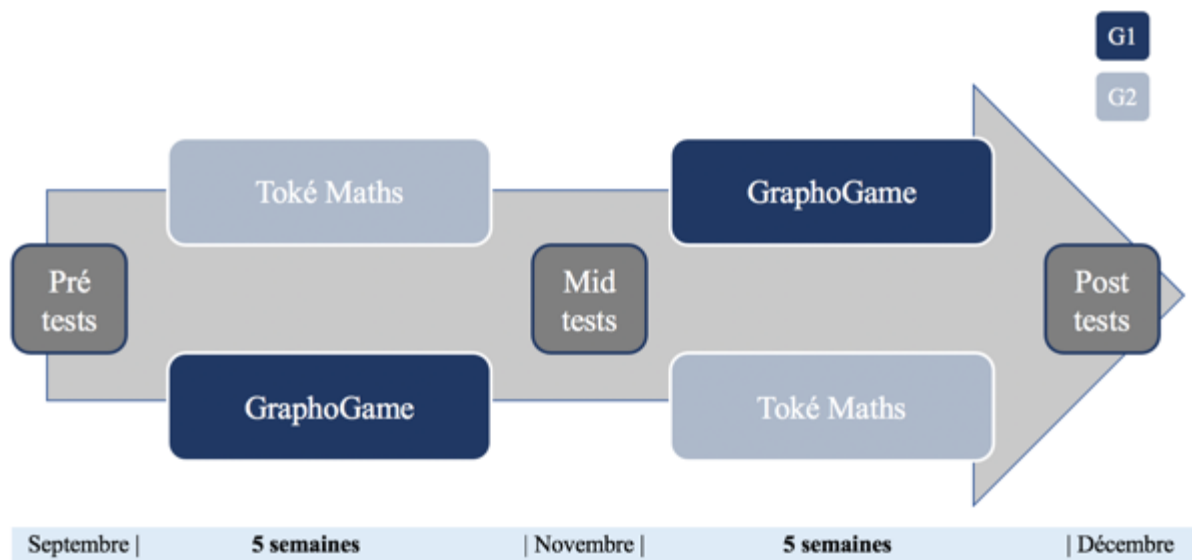 G1
G2
Toké Maths
GraphoGame
Pré
tests
Mid
tests
Post
tests
GraphoGame
Toké Maths
Septembre | 5 semaines | Novembre | 5 semaines | Décembre